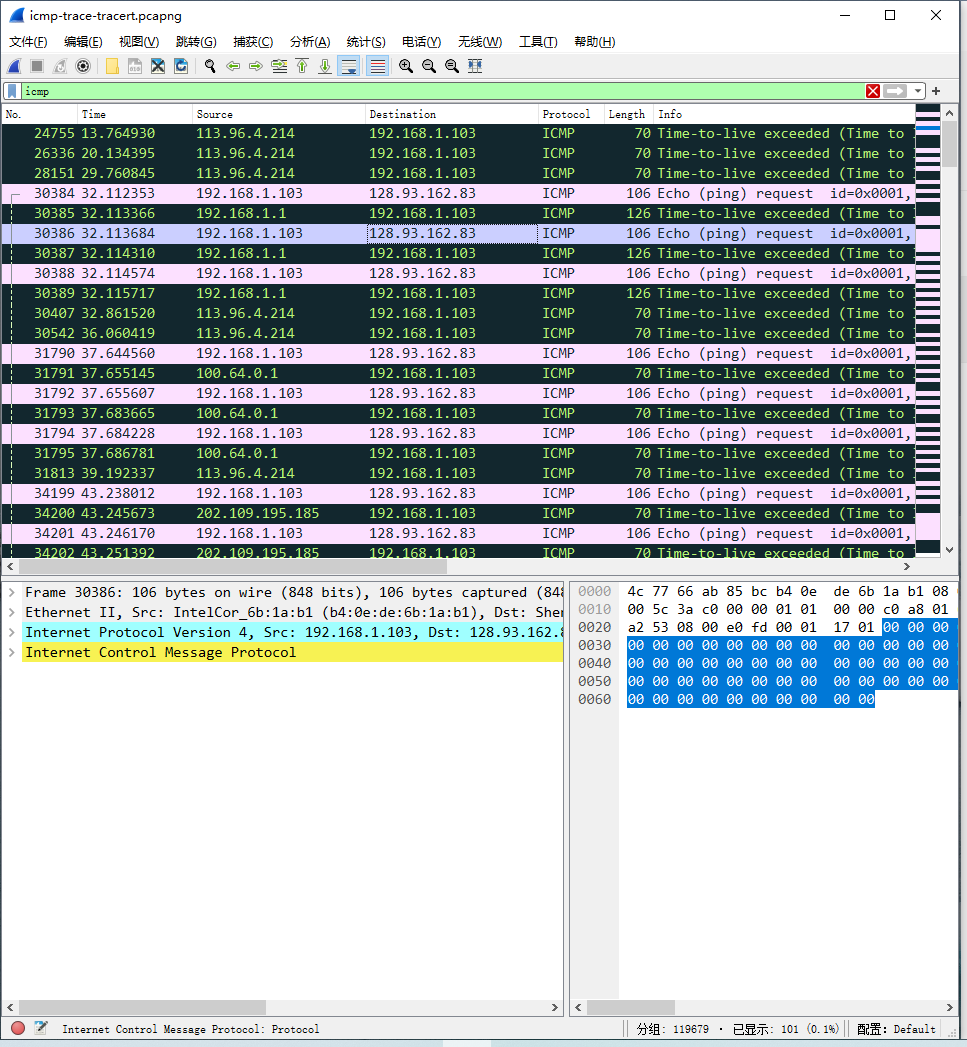 icmp-trace-tracert.pcapng
文件(F) 编辑(E) 视图(V) 跳转(G) 捕获(C) 分析(A) 统计(S) 电话(Y) 无线(W) 工具(T) 帮助(H)
icmp
No. Time Source Destination Protocol Length Info
24755 13.764930 113.96.4.214 192.168.1.103 ICMP 70 Time-to-live exceeded (Time to
26336 20.134395 113.96.4.214 192.168.1.103 ICMP 70 Time-to-live exceeded (Time to
28151 29.760845 113.96.4.214 192.168.1.103 ICMP 70 Time-to-live exceeded (Time to
30384 32.112353 192.168.1.103 128.93.162.83 ICMP 106 Echo (ping) request id=0x0001,
30385 32.113366 192.168.1.1 192.168.1.103 ICMP 126 Time-to-live exceeded (Time to
30386 32.113684 192.168.1.103 128.93.162.83 ICMP 106 Echo (ping) request id=0x0001,
30387 32.114310 192.168.1.1 192.168.1.103 ICMP 126 Time-to-live exceeded (Time to
30388 32.114574 192.168.1.103 128.93.162.83 ICMP 106 Echo (ping) request id=0x0001,
30389 32.115717 192.168.1.1 192.168.1.103 ICMP 126 Time-to-live exceeded (Time to
30407 32.861520 113.96.4.214 192.168.1.103 ICMP 70 Time-to-live exceeded (Time to
30542 36.060419 113.96.4.214 192.168.1.103 ICMP 70 Time-to-live exceeded (Time to
31790 37.644560 192.168.1.103 128.93.162.83 ICMP 106 Echo (ping) request id=0x0001,
31791 37.655145 100.64.0.1 192.168.1.103 ICMP 70 Time-to-live exceeded (Time to
31792 37.655607 192.168.1.103 128.93.162.83 ICMP 106 Echo (ping) request id=0x0001,
31793 37.683665 100.64.0.1 192.168.1.103 ICMP 70 Time-to-live exceeded (Time to
31794 37.684228 192.168.1.103 128.93.162.83 ICMP 106 Echo (ping) request id=0x0001,
31795 37.686781 100.64.0.1 192.168.1.103 ICMP 70 Time-to-live exceeded (Time to
31813 39.192337 113.96.4.214 192.168.1.103 ICMP 70 Time-to-live exceeded (Time to
34199 43.238012 192.168.1.103 128.93.162.83 ICMP 106 Echo (ping) request id=0x0001,
34200 43.245673 202.109.195.185 192.168.1.103 ICMP 70 Time-to-live exceeded (Time to
34201 43.246170 192.168.1.103 128.93.162.83 ICMP 106 Echo (ping) request id=0x0001,
34202 43.251392 202.109.195.185 192.168.1.103 ICMP 70 Time-to-live exceeded (Time to
Frame 30386: 106 bytes on wire (848 bits), 106 bytes captured (848
Ethernet II, Src: IntelCor_6b:1a:b1 (b4:0e:de:6b:1a:b1), Dst: Shen
Internet Protocol Version 4, Src: 192.168.1.103, Dst: 128.93.162.8
Internet Control Message Protocol
0000 4c 77 66 ab 85 bc b4 0e de 6b 1a b1 08
0010 00 5c 3a c0 00 00 01 01 00 00 c0 a8 01
0020 a2 53 08 00 e0 fd 00 01 17 01 00 00 00
0030 00 00 00 00 00 00 00 00 00 00 00 00 00
0040 00 00 00 00 00 00 00 00 00 00 00 00 00
0050 00 00 00 00 00 00 00 00 00 00 00 00 00
0060 00 00 00 00 00 00 00 00 00 00
Internet Control Message Protocol: Protocol 分组: 119679 · 已显示: 101 (0.1%) 配置: Default